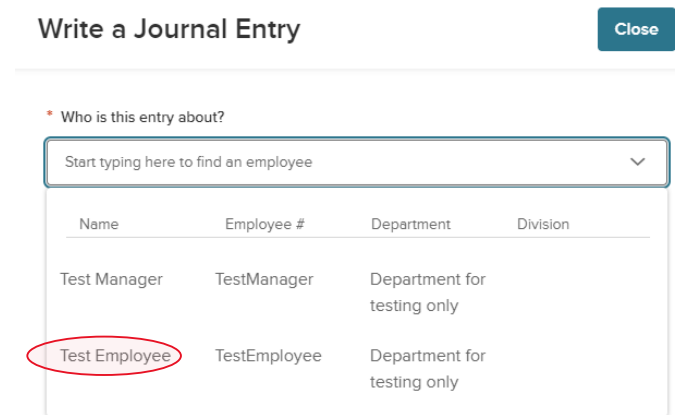 Write a Journal Entry
Close
* Who is this entry about?
Start typing here to find an employee
Name Employee # Department Division
Test Manager TestManager Department for
testing only
Test Employee TestEmployee Department for
testing only